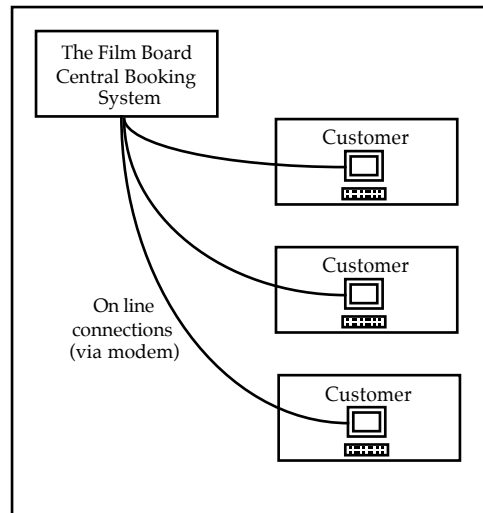 The Film Board
Central Booking
System
Customer
Customer
On line
connections
(via modem)
Customer